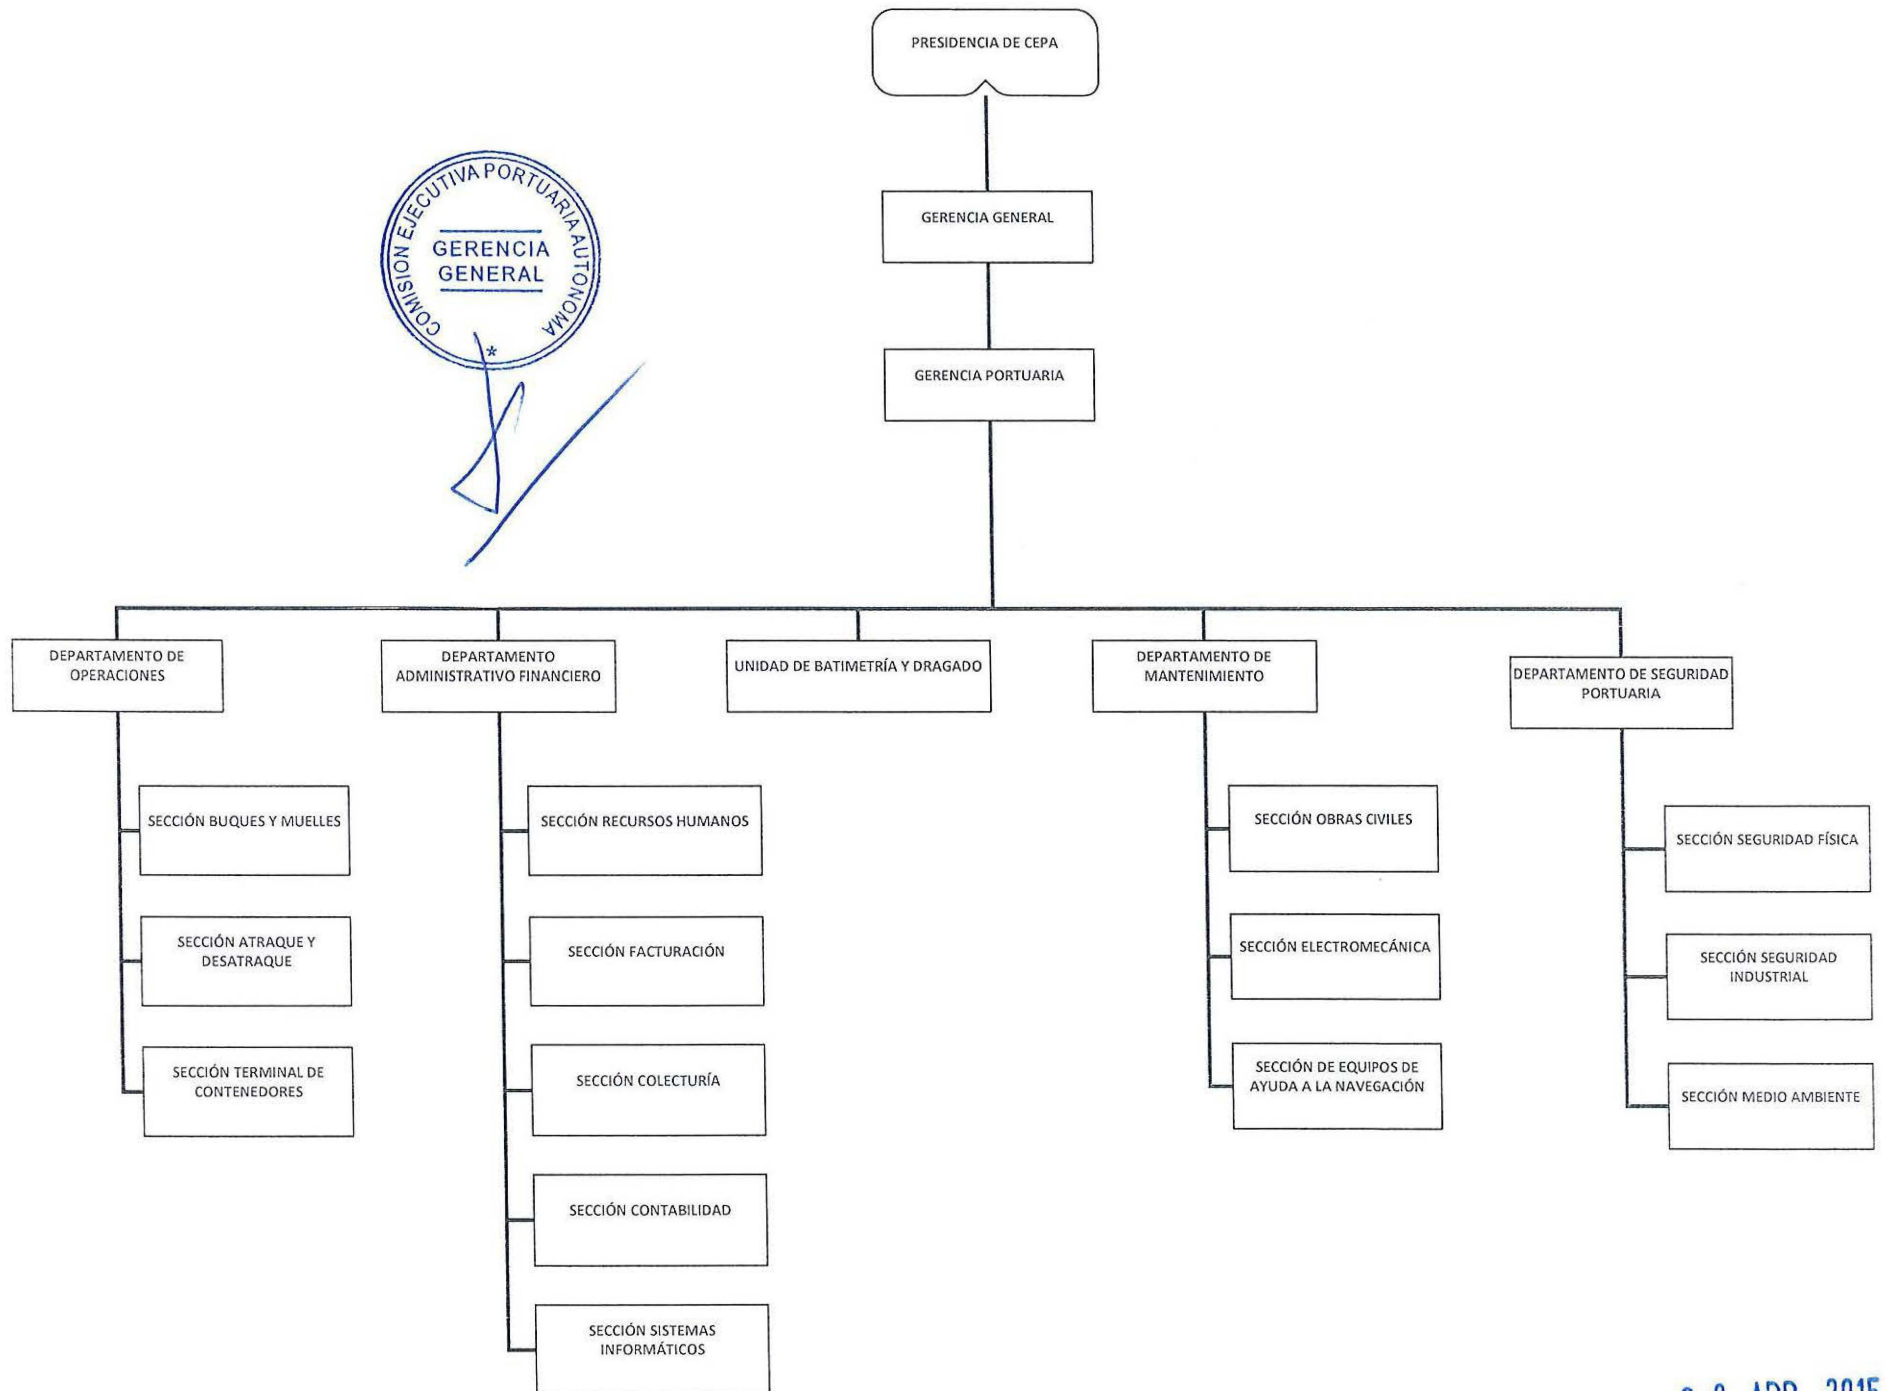 PRESIDENCIA DE CEPA
COMISION EJECUTIVA PORTUARIA AUTONOMA
GERENCIA
GENERAL
*
GERENCIA GENERAL
GERENCIA PORTUARIA
DEPARTAMENTO DE
OPERACIONES
DEPARTAMENTO
ADMINISTRATIVO FINANCIERO
UNIDAD DE BATIMETRÍA Y DRAGADO
DEPARTAMENTO DE
MANTENIMIENTO
DEPARTAMENTO DE SEGURIDAD
PORTUARIA
SECCIÓN BUQUES Y MUELLES
SECCIÓN ATRAQUE Y
DESATRAQUE
SECCIÓN TERMINAL DE
CONTENEDORES
SECCIÓN RECURSOS HUMANOS
SECCIÓN FACTURACIÓN
SECCIÓN COLECTURÍA
SECCIÓN CONTABILIDAD
SECCIÓN SISTEMAS
INFORMÁTICOS
SECCIÓN OBRAS CIVILES
SECCIÓN ELECTROMECÁNICA
SECCIÓN DE EQUIPOS DE
AYUDA A LA NAVEGACIÓN
SECCIÓN SEGURIDAD FÍSICA
SECCIÓN SEGURIDAD
INDUSTRIAL
SECCIÓN MEDIO AMBIENTE
2015